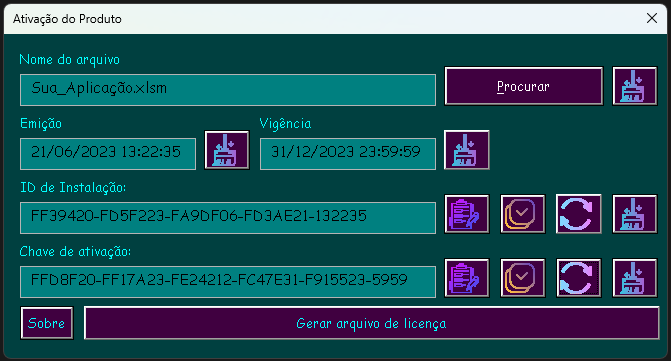 Ativação do Produto
Nome do arquivo
Sua_Aplicação.xlsm
Procurar
Emição
Vigência
21/06/2023 13:22:35
31/12/2023 23:59:59
ID de Instalação:
FF39420-FD5F223-FA9DF06-FD3AE21-132235
Chave de ativação:
FFD8F20-FF17A23-FE24212-FC47E31-F915523-5959
Sobre
Gerar arquivo de licença